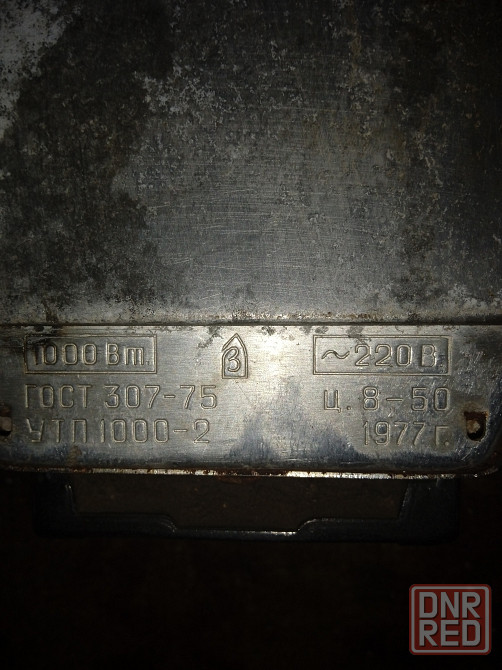 1000 Вт.
В
~220 В.
ГОСТ 307-75
ц. 8-50
УТП 1000-2
1977 г.
DNR
RED